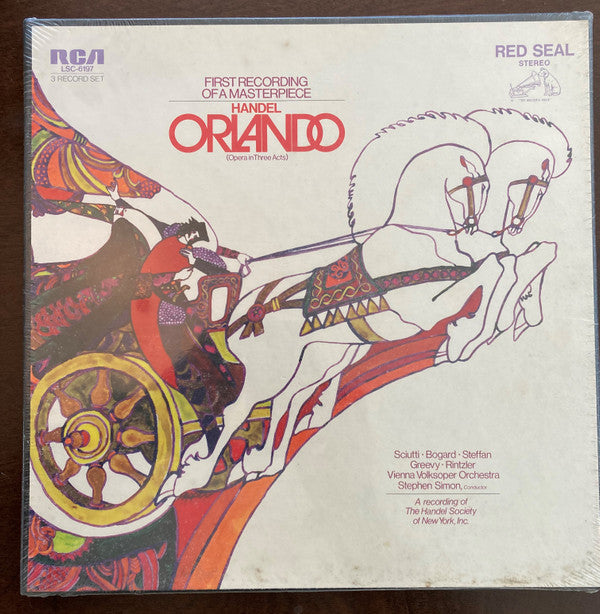 RCA
LSC-6197
3 RECORD SET
RED SEAL
STEREO
FIRST RECORDING
OF A MASTERPIECE
HANDEL
ORLANDO
(Opera in Three Acts)
Sciutti · Bogard · Steffan
Greevy · Rintzler
Vienna Volksoper Orchestra
Stephen Simon, Conductor
A recording of
The Handel Society
of New York, Inc.